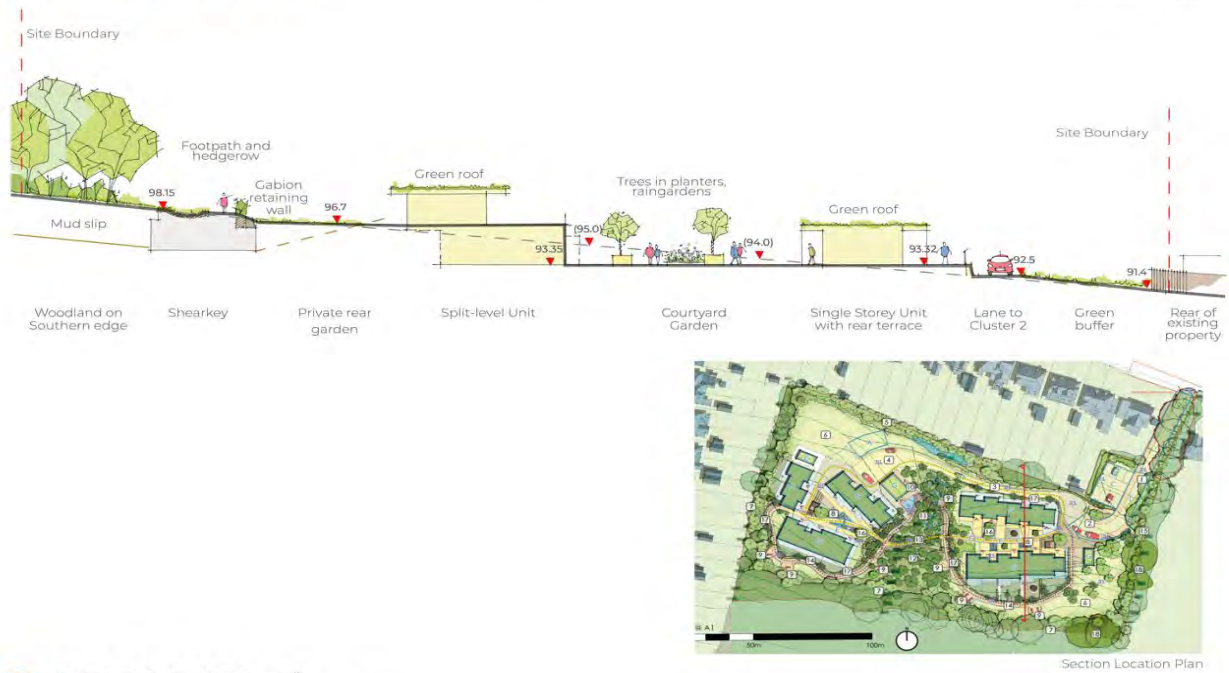 Site Boundary
Site Boundary
Footpath and
hedgerow
Gabion
retaining
wall
Green roof
Trees in planters,
raingardens
Green roof
98.15
96.7
Mud slip
93.35
(95.0)
(94.0)
93.32
92.5
91.4
Woodland on
Southern edge
Shearkey
Private rear
garden
Split-level Unit
Courtyard
Garden
Single Storey Unit
with rear terrace
Lane to
Cluster 2
Green
buffer
Rear of
existing
property
A1
50m
100m
Section Location Plan